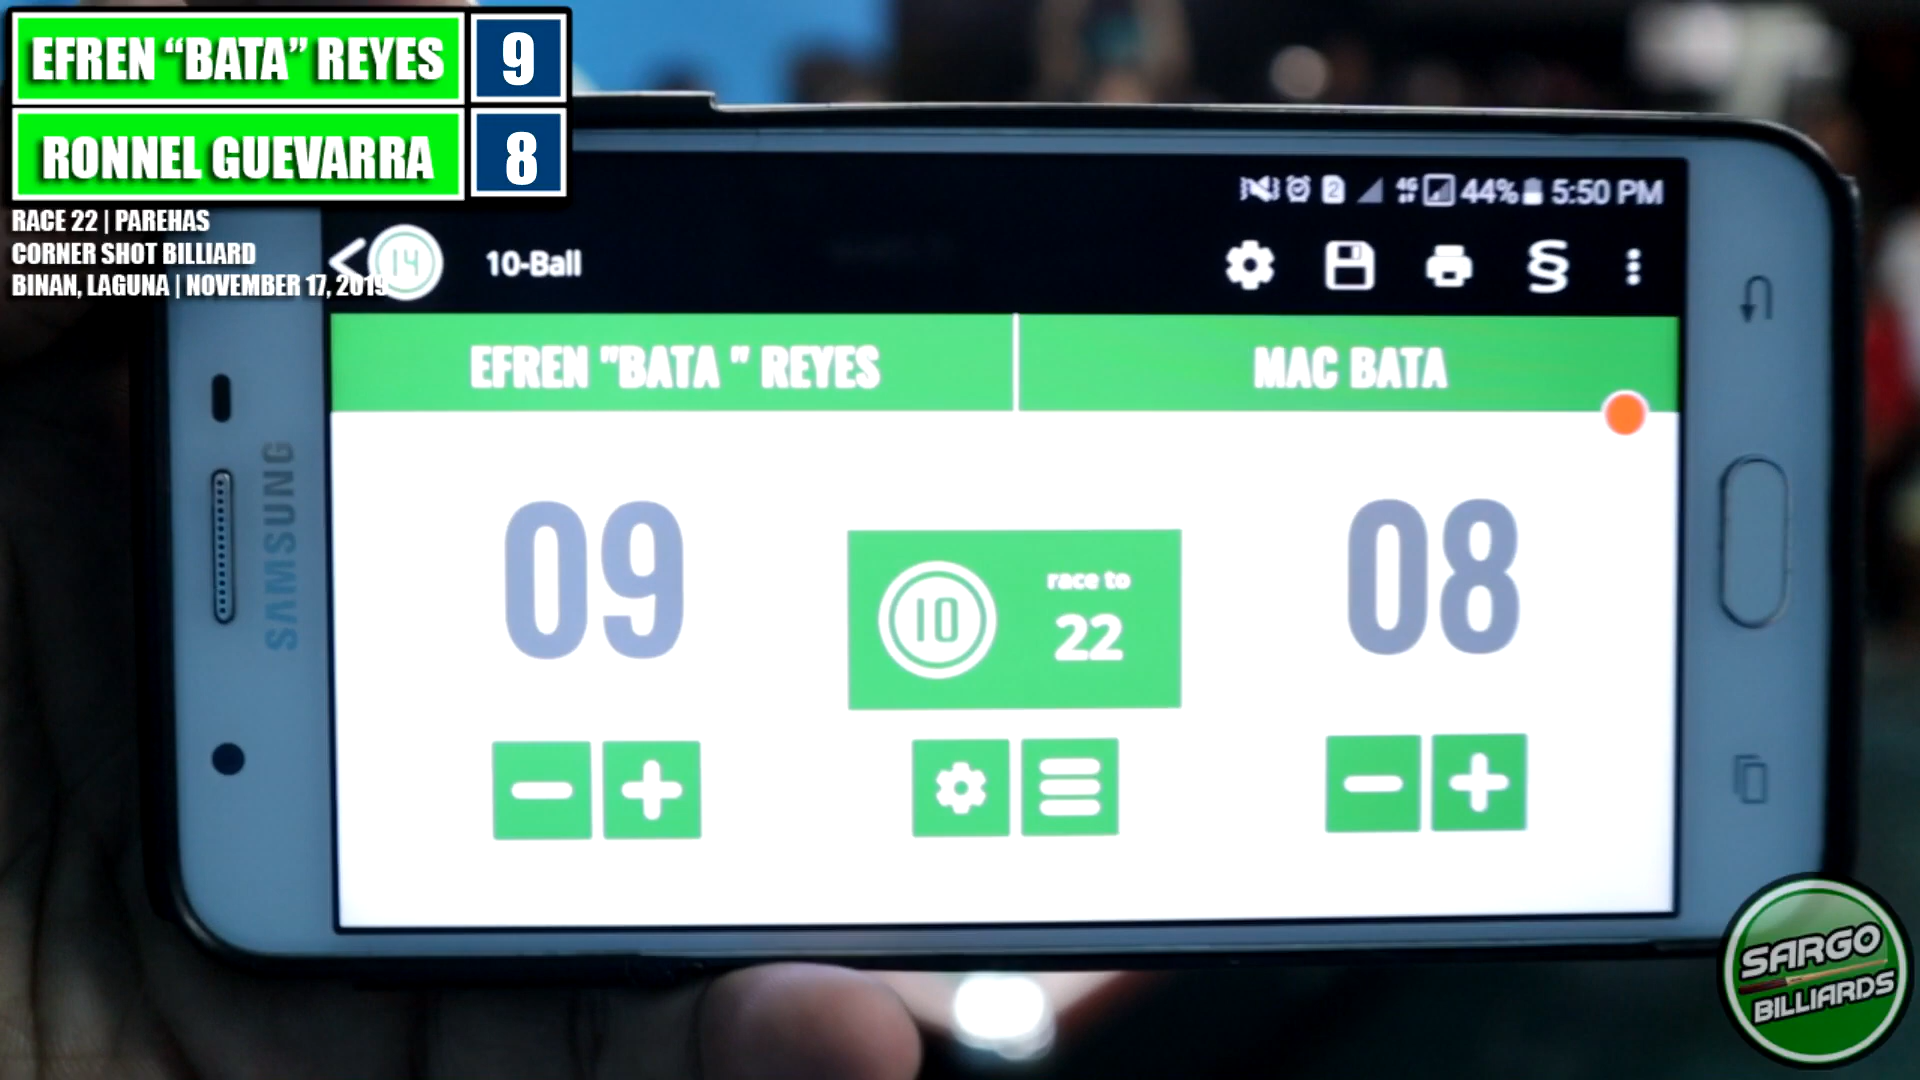 EFREN “BATA” REYES 9
RONNEL GUEVARRA 8
RACE 22 | PAREHAS
CORNER SHOT BILLIARD
BINAN, LAGUNA | NOVEMBER 17, 2019
2 4G 44% 5:50 PM
14 10-Ball §
EFREN "BATA " REYES MAC BATA
09 08
10 race to
22
SAMSUNG
SARGO
BILLIARDS